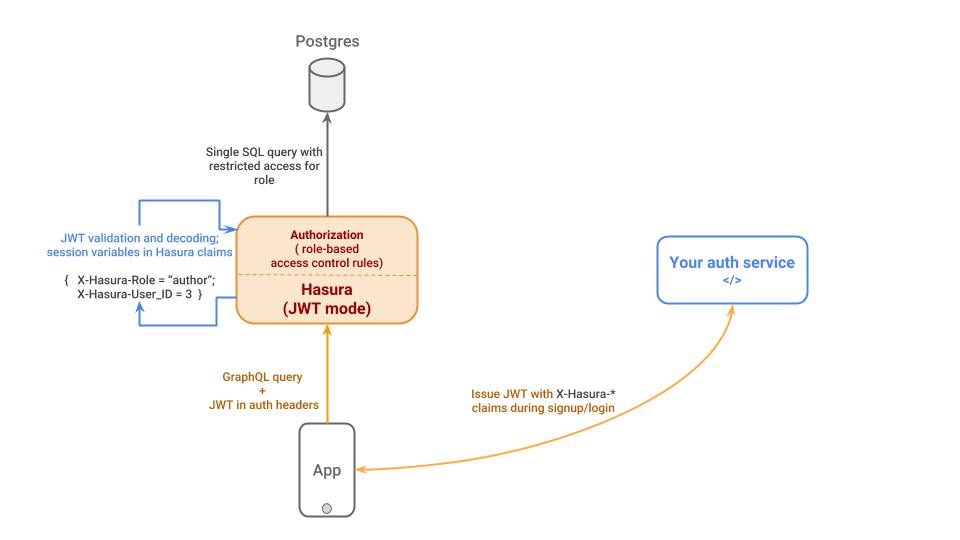 Postgres
Single SQL query with
restricted access for
role
Authorization
( role-based
access control rules)
Hasura
(JWT mode)
JWT validation and decoding;
session variables in Hasura claims
{ X-Hasura-Role = “author”;
X-Hasura-User_ID = 3 }
Your auth service
</>
GraphQL query
+
JWT in auth headers
Issue JWT with X-Hasura-*
claims during signup/login
App